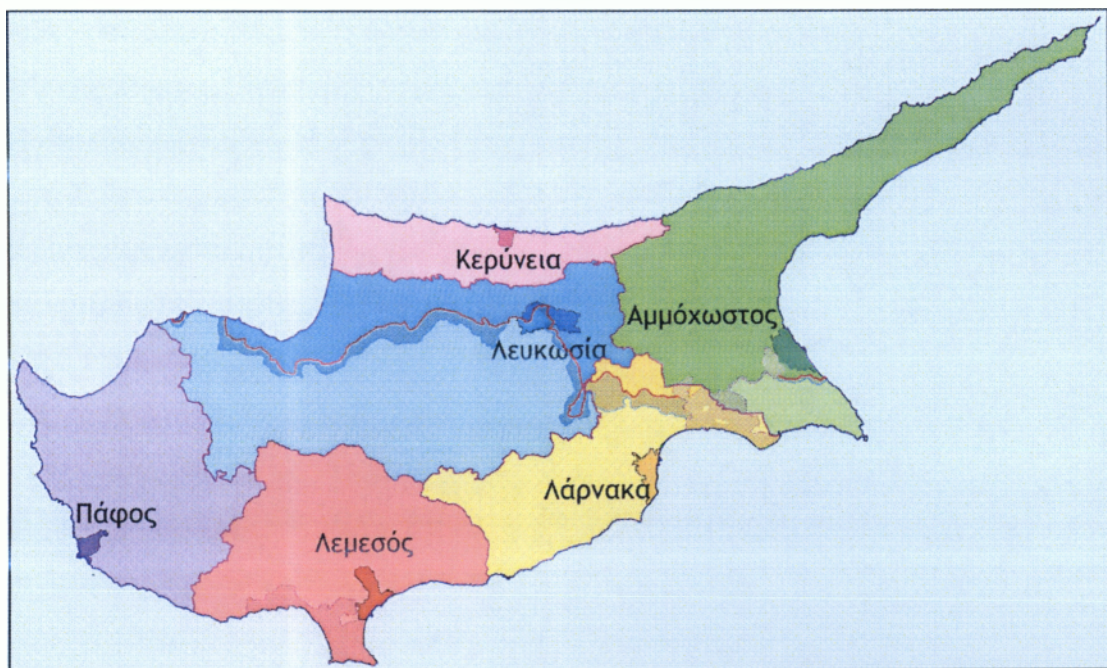 Κερύνεια
Αμμόχωστος
Λευκωσία
Λάρνακα
Πάφος
Λεμεσός